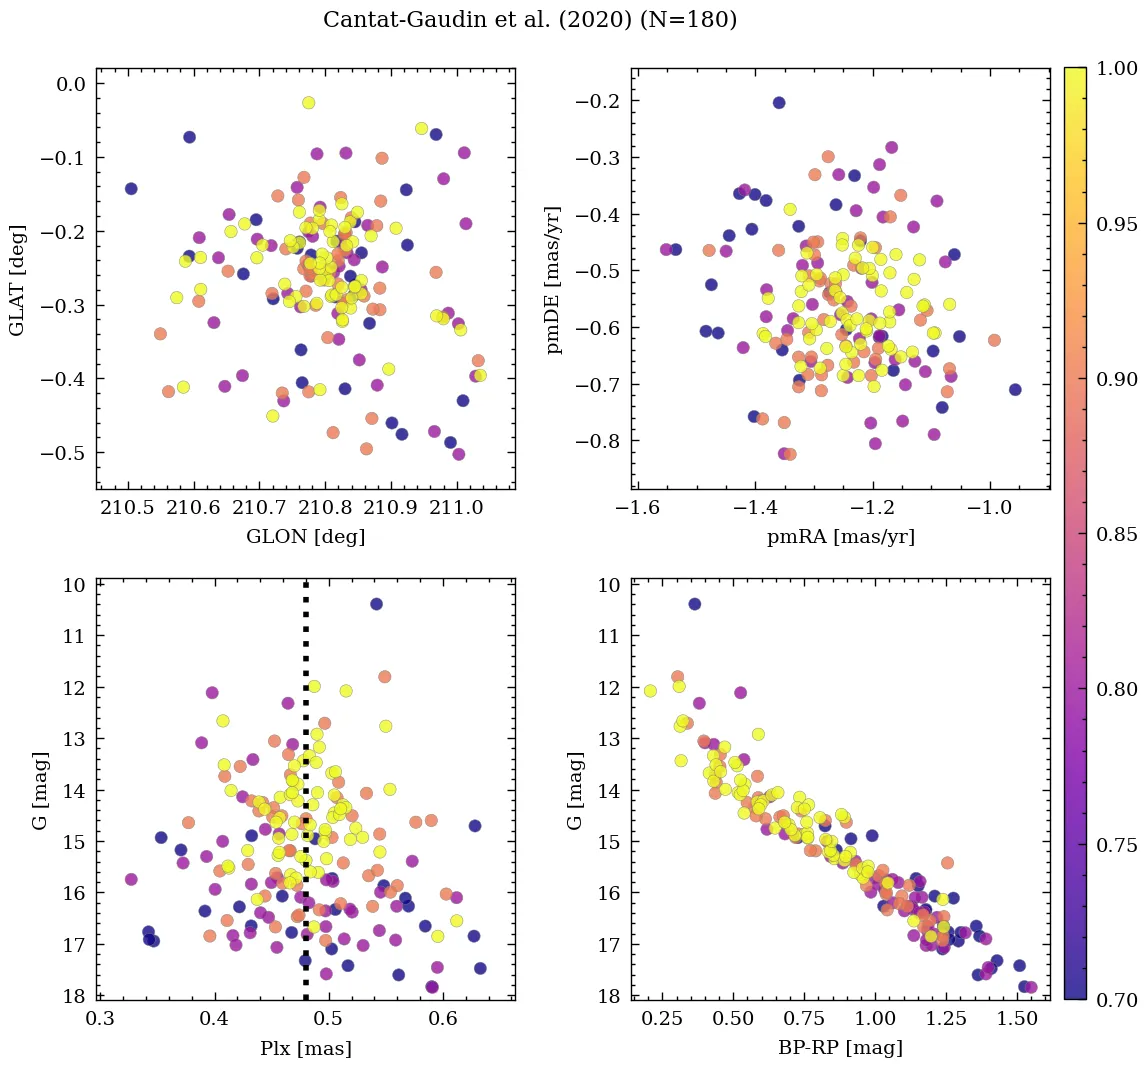 Cantat-Gaudin et al. (2020) (N=180)
0.0
−0.1
−0.2
−0.3
−0.4
−0.5
GLAT [deg]
210.5 210.6 210.7 210.8 210.9 211.0
GLON [deg]
−0.2
−0.3
−0.4
−0.5
−0.6
−0.7
−0.8
pmDE [mas/yr]
−1.6 −1.4 −1.2 −1.0
pmRA [mas/yr]
1.00
0.95
0.90
0.85
0.80
0.75
0.70
10
11
12
13
14
15
16
17
18
G [mag]
0.3 0.4 0.5 0.6
Plx [mas]
10
11
12
13
14
15
16
17
18
G [mag]
0.25 0.50 0.75 1.00 1.25 1.50
BP-RP [mag]